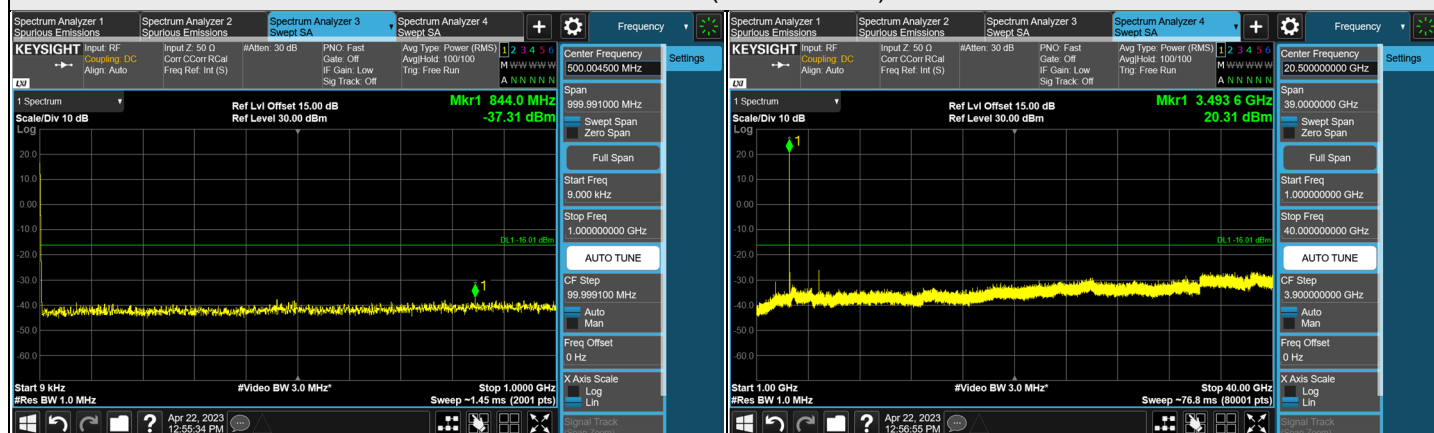 Spectrum Analyzer 1
Spurious Emissions
Spectrum Analyzer 2
Spurious Emissions
Spectrum Analyzer 3
Swept SA
Spectrum Analyzer 4
Swept SA
Frequency
KEYSIGHT
LXI
Input: RF
Coupling: DC
Align: Auto
Input Z: 50 Ω
Corr CCorr RCal
Freq Ref: Int (S)
#Atten: 30 dB
PNO: Fast
Gate: Off
IF Gain: Low
Sig Track: Off
Avg Type: Power (RMS)
Avg|Hold: 100/100
Trig: Free Run
1 2 3 4 5 6
M W W W W W
A N N N N N
1 Spectrum
Scale/Div 10 dB
Log
Ref Lvl Offset 15.00 dB
Ref Level 30.00 dBm
Mkr1 844.0 MHz
-37.31 dBm
20.0
10.0
0.00
-10.0
-20.0
-30.0
-40.0
-50.0
-60.0
DL1 -16.01 dBm
1
Start 9 kHz
#Res BW 1.0 MHz
#Video BW 3.0 MHz*
Stop 1.0000 GHz
Sweep ~1.45 ms (2001 pts)
Apr 22, 2023
12:55:34 PM
Center Frequency
500.004500 MHz
Settings
Span
999.991000 MHz
Swept Span
Zero Span
Full Span
Start Freq
9.000 kHz
Stop Freq
1.000000000 GHz
AUTO TUNE
CF Step
99.999100 MHz
Auto
Man
Freq Offset
0 Hz
X Axis Scale
Log
Lin
Signal Track
Spectrum Analyzer 1
Spurious Emissions
Spectrum Analyzer 2
Spurious Emissions
Spectrum Analyzer 3
Swept SA
Spectrum Analyzer 4
Swept SA
Frequency
KEYSIGHT
LXI
Input: RF
Coupling: DC
Align: Auto
Input Z: 50 Ω
Corr CCorr RCal
Freq Ref: Int (S)
#Atten: 30 dB
PNO: Fast
Gate: Off
IF Gain: Low
Sig Track: Off
Avg Type: Power (RMS)
Avg|Hold: 100/100
Trig: Free Run
1 2 3 4 5 6
M W W W W W
A N N N N N
1 Spectrum
Scale/Div 10 dB
Log
Ref Lvl Offset 15.00 dB
Ref Level 30.00 dBm
Mkr1 3.493 6 GHz
20.31 dBm
20.0
10.0
0.00
-10.0
-20.0
-30.0
-40.0
-50.0
-60.0
DL1 -16.01 dBm
1
Start 1.00 GHz
#Res BW 1.0 MHz
#Video BW 3.0 MHz*
Stop 40.00 GHz
Sweep ~76.8 ms (80001 pts)
Apr 22, 2023
12:56:55 PM
Center Frequency
20.500000000 GHz
Settings
Span
39.0000000 GHz
Swept Span
Zero Span
Full Span
Start Freq
1.000000000 GHz
Stop Freq
40.000000000 GHz
AUTO TUNE
CF Step
3.900000000 GHz
Auto
Man
Freq Offset
0 Hz
X Axis Scale
Log
Lin
Signal Track